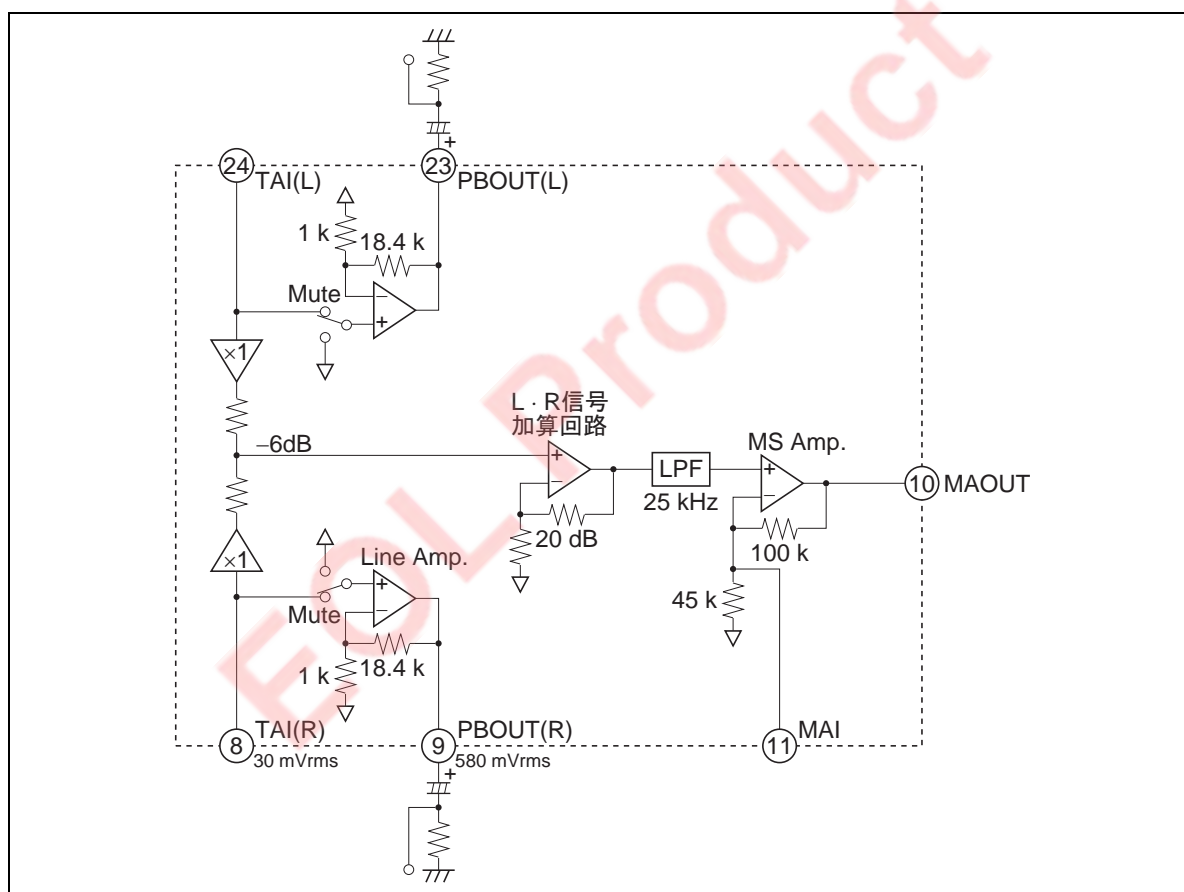 +
24
TAI(L)
23
PBOUT(L)
1 k
18.4 k
Mute
−
+
×1
L · R信号
加算回路
−6dB
+
−
20 dB
LPF
25 kHz
MS Amp.
+
−
100 k
10
MAOUT
45 k
×1
Line Amp.
+
−
Mute
18.4 k
1 k
TAI(R)
8
30 mVrms
PBOUT(R)
9
580 mVrms
MAI
11
+
EOL Product